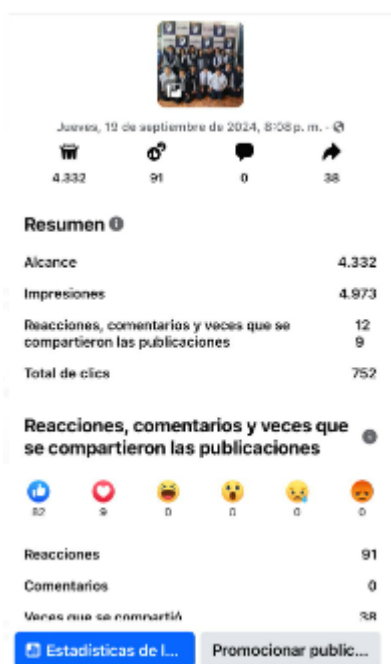 Jueves, 19 de septiembre de 2024, 8:08 p. m. ·
4.332 91 0 38
Resumen
Alcance 4.332
Impresiones 4.973
Reacciones, comentarios y veces que se 12
compartieron las publicaciones 9
Total de clics 752
Reacciones, comentarios y veces que
se compartieron las publicaciones
82 9 0 0 0 0
Reacciones 91
Comentarios 0
Veces que se compartió 38
Estadísticas de l... Promocionar public...